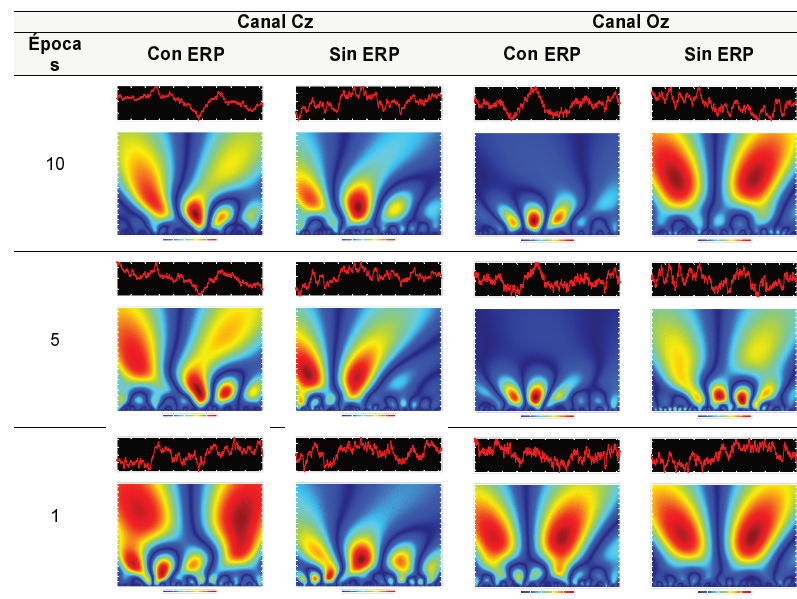 Canal Cz Canal Oz
Época
s
Con ERP Sin ERP Con ERP Sin ERP
10
5
1